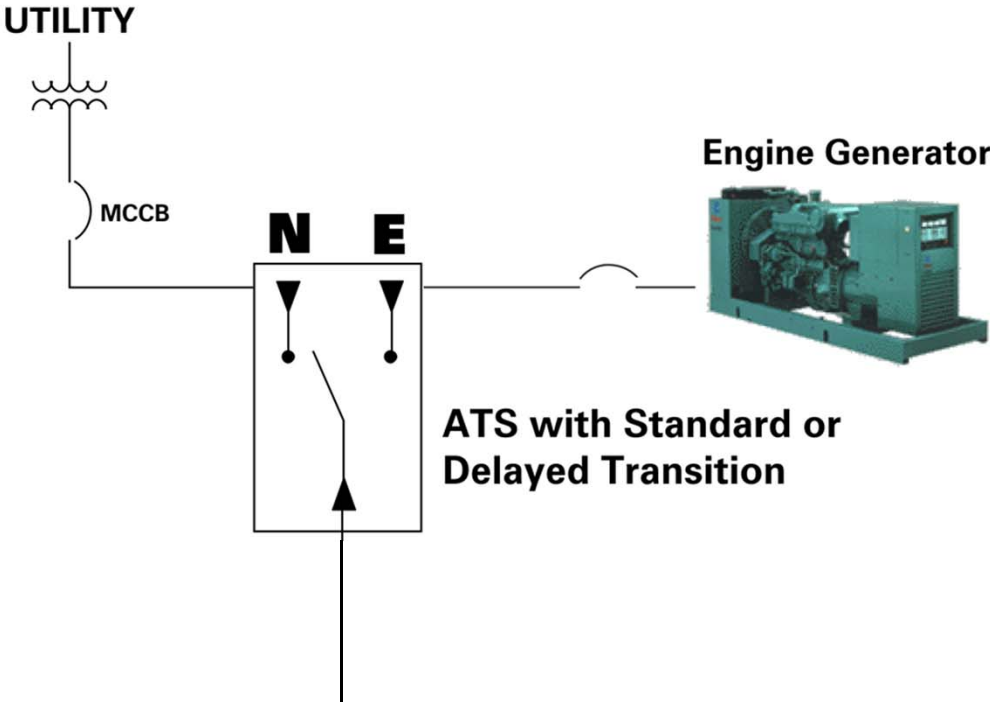 UTILITY
Engine Generator
MCCB
N E
ATS with Standard or
Delayed Transition